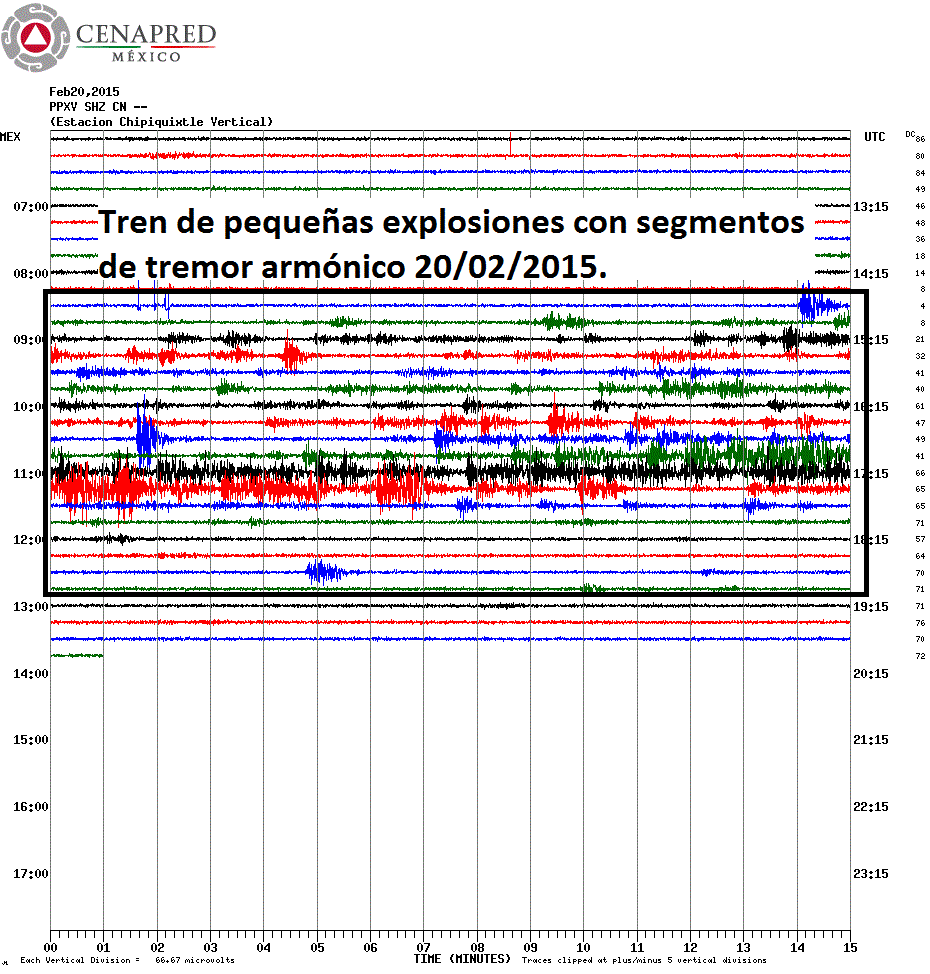 CENAPRED
MÉXICO
Feb20,2015
PPXV SHZ CN --
(Estacion Chipiquixtle Vertical)
MEX UTC DC
86
80
84
49
07:00 13:15 46
Tren de pequeñas explosiones con segmentos
48
36
de tremor armónico 20/02/2015.
18
08:00 14:15 14
8
4
8
09:00 15:15 21
32
41
40
10:00 16:15 61
47
49
41
11:00 17:15 66
65
65
71
12:00 18:15 57
64
70
71
13:00 19:15 71
76
70
72
14:00 20:15
15:00 21:15
16:00 22:15
17:00 23:15
00 01 02 03 04 05 06 07 08 09 10 11 12 13 14 15
TIME (MINUTES)
Each Vertical Division = 66.67 microvolts Traces clipped at plus/minus 5 vertical divisions